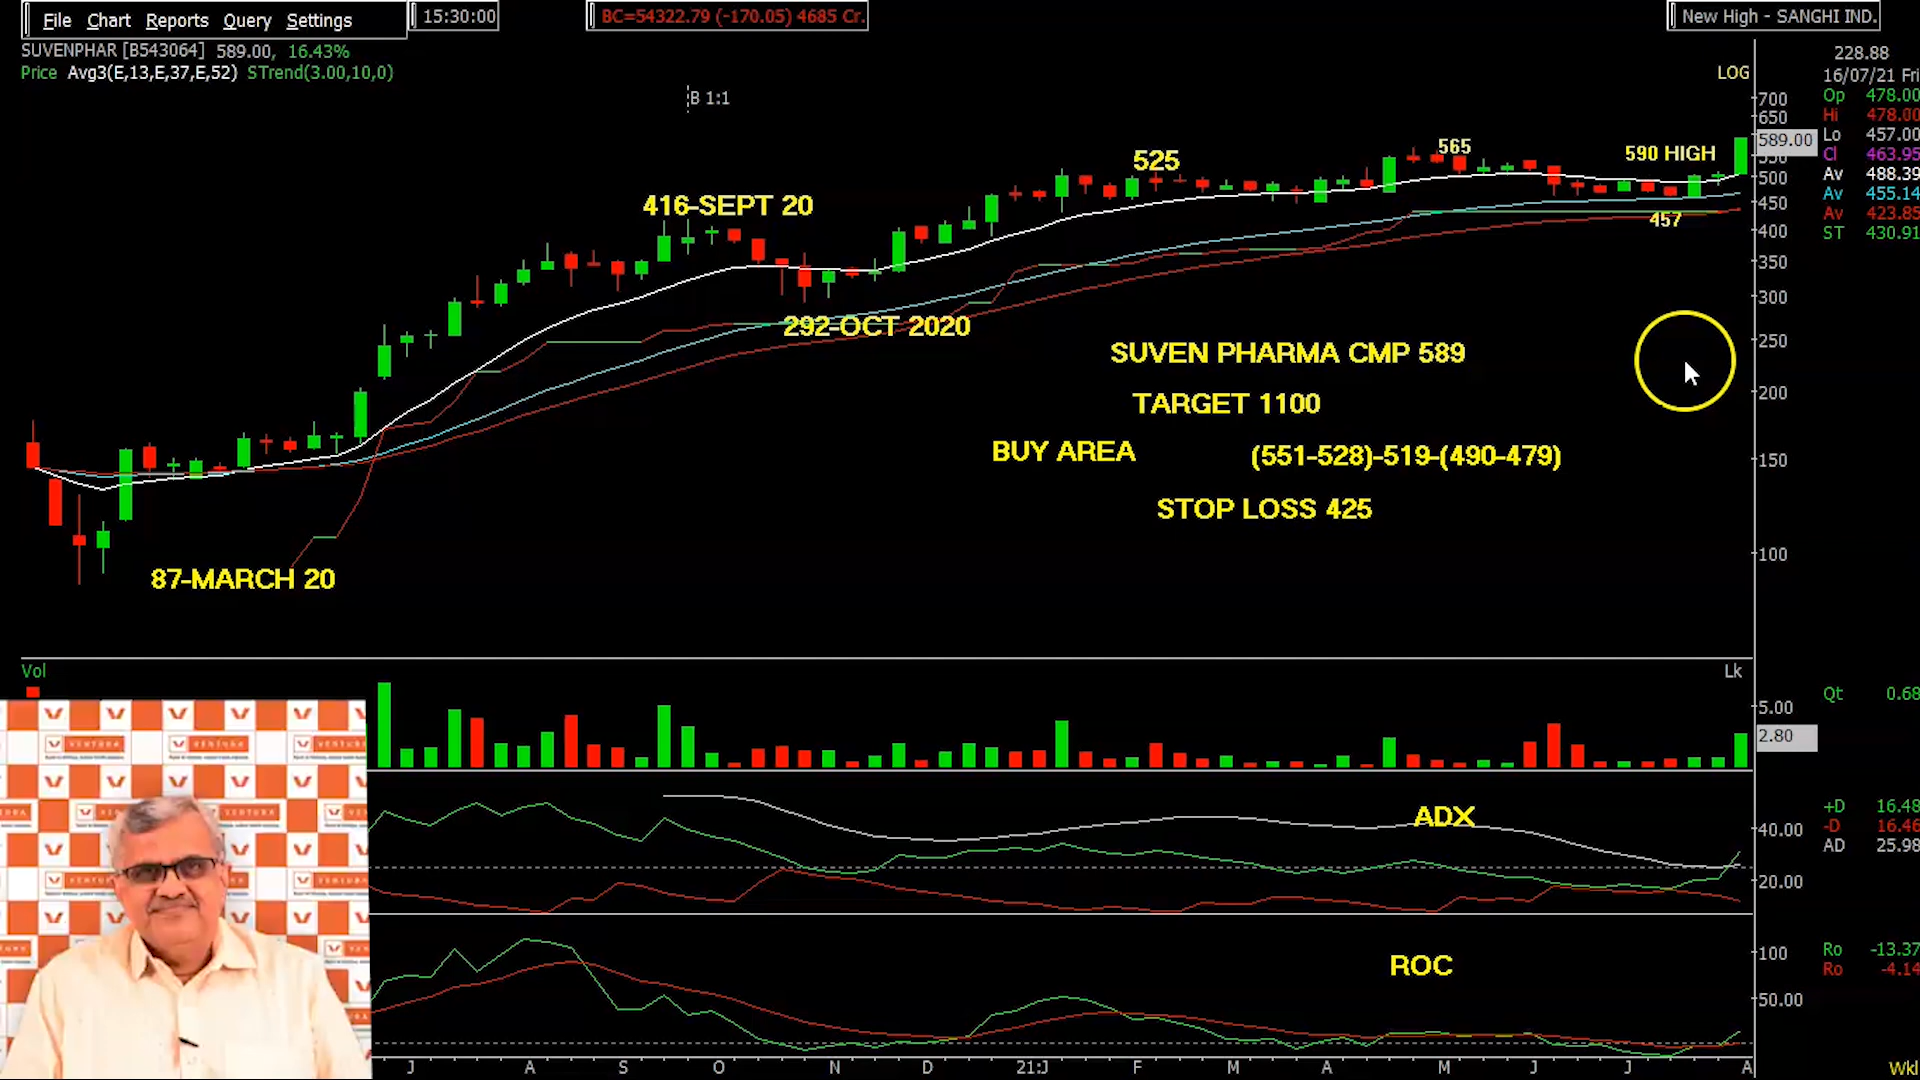 File Chart Reports Query Settings
15:30:00
BC=54322.79 (-170.05) 4685 Cr.
New High - SANGHI IND.
SUVENPHAR [B543064] 589.00, 16.43%
Price Avg3(E,13,E,37,E,52) STrend(3.00,10,0)
B 1:1
LOG
228.88
16/07/21 Fri
Op 478.00
Hi 478.00
Lo 457.00
Cl 463.95
Av 488.39
Av 455.14
Av 423.85
ST 430.91
700
650
589.00
550
500
450
400
350
300
250
200
150
100
416-SEPT 20
525
565
590 HIGH
457
292-OCT 2020
87-MARCH 20
SUVEN PHARMA CMP 589
TARGET 1100
BUY AREA (551-528)-519-(490-479)
STOP LOSS 425
Vol
Lk
Qt 0.68
5.00
2.80
VENTURA
ADX
+D 16.48
-D 16.46
AD 25.98
40.00
20.00
ROC
Ro -13.37
Ro -4.14
100
50.00
J A S O N D 21:J F M A M J J A
Wkl